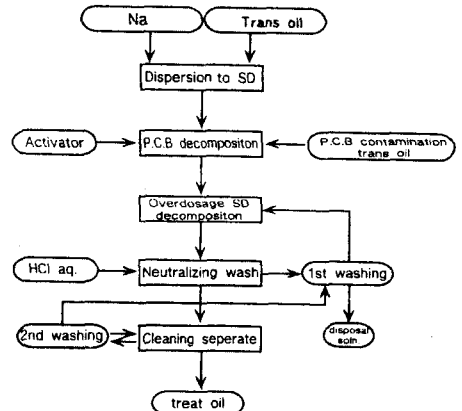 Na
Trans oil
Dispersion to SD
Activator
P.C.B decompositon
P.C.B contamination
trans oil
Overdosage SD
decompositon
HCl aq.
Neutralizing wash
1st washing
2nd washing
Cleaning seperate
disposal
soln.
treat oil